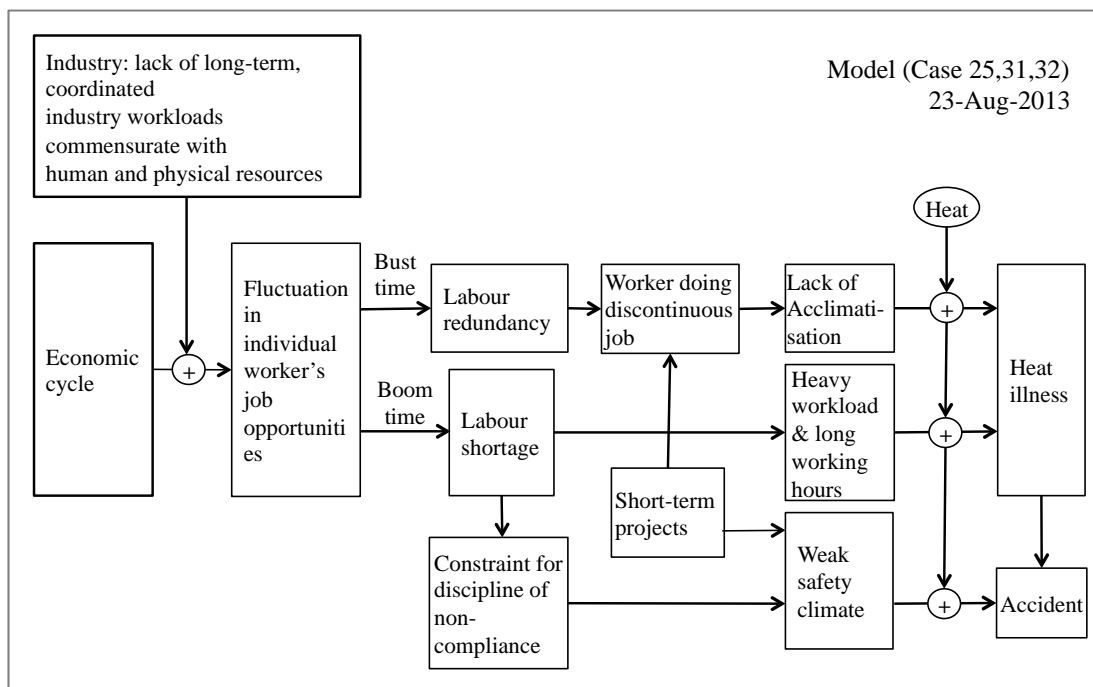 Industry: lack of long-term,
coordinated
industry workloads
commensurate with
human and physical resources
Model (Case 25,31,32)
23-Aug-2013
Heat
Economic
cycle
+
Fluctuation
in
individual
worker's
job
opportuniti
es
Bust
time
Boom
time
Labour
redundancy
Worker doing
discontinuous
job
Lack of
Acclimati-
sation
+
Heat
illness
Labour
shortage
Heavy
workload
& long
working
hours
+
Short-term
projects
Constraint for
discipline of
non-
compliance
Weak
safety
climate
+
Accident